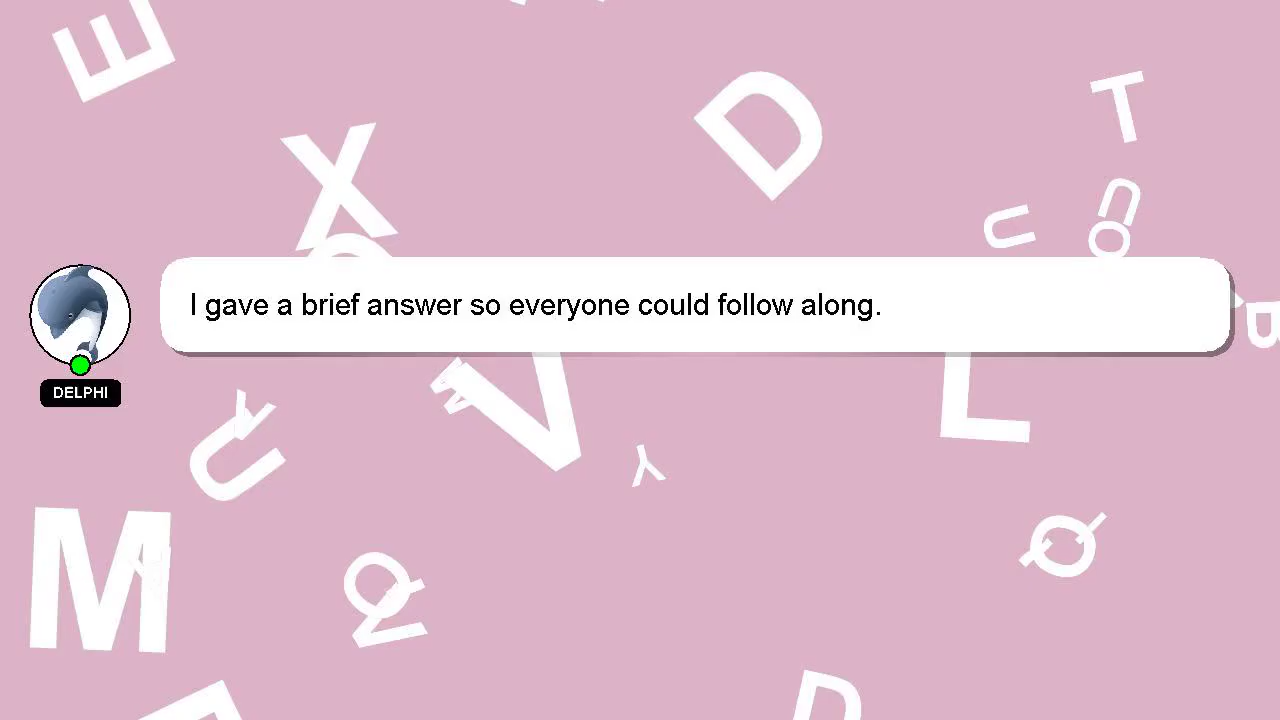 I gave a brief answer so everyone could follow along.
DELPHI
E
X
D
T
U
U
O
B
V
L
Y
U
Y
M
Q
Z
Q
D